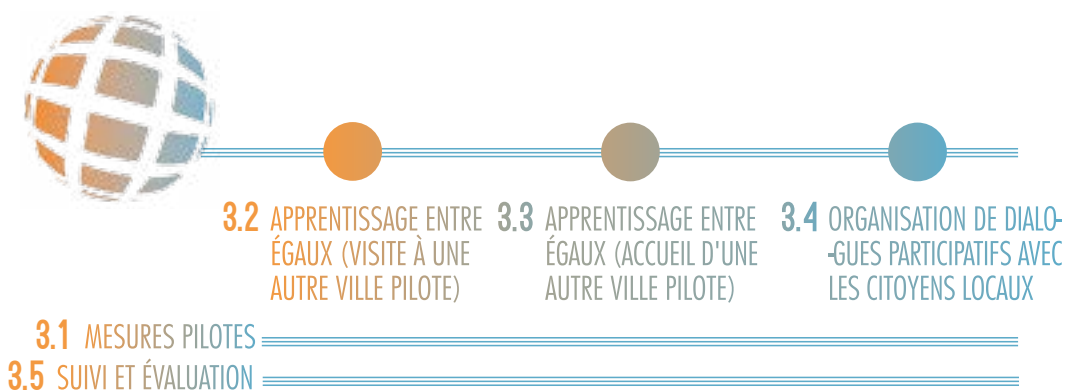 3.2 APPRENTISSAGE ENTRE
ÉGAUX (VISITE À UNE
AUTRE VILLE PILOTE)
3.3 APPRENTISSAGE ENTRE
ÉGAUX (ACCUEIL D'UNE
AUTRE VILLE PILOTE)
3.4 ORGANISATION DE DIALO-
-GUES PARTICIPATIFS AVEC
LES CITOYENS LOCAUX
3.1 MESURES PILOTES
3.5 SUIVI ET ÉVALUATION